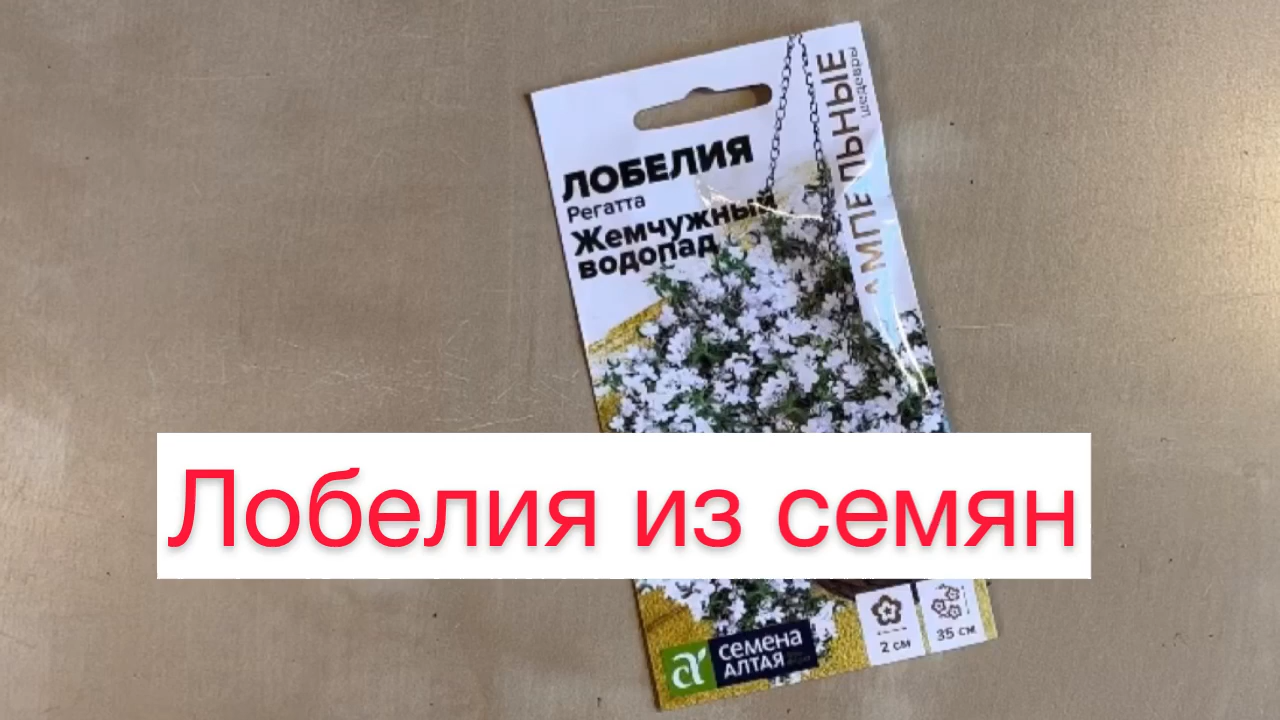 ЛОБЕЛИЯ
Регатта
Жемчужный
водопад
АМПЕЛЬНЫЕ
шедевры
Лобелия из семян
семена
АЛТАЯ
2 см
35 см